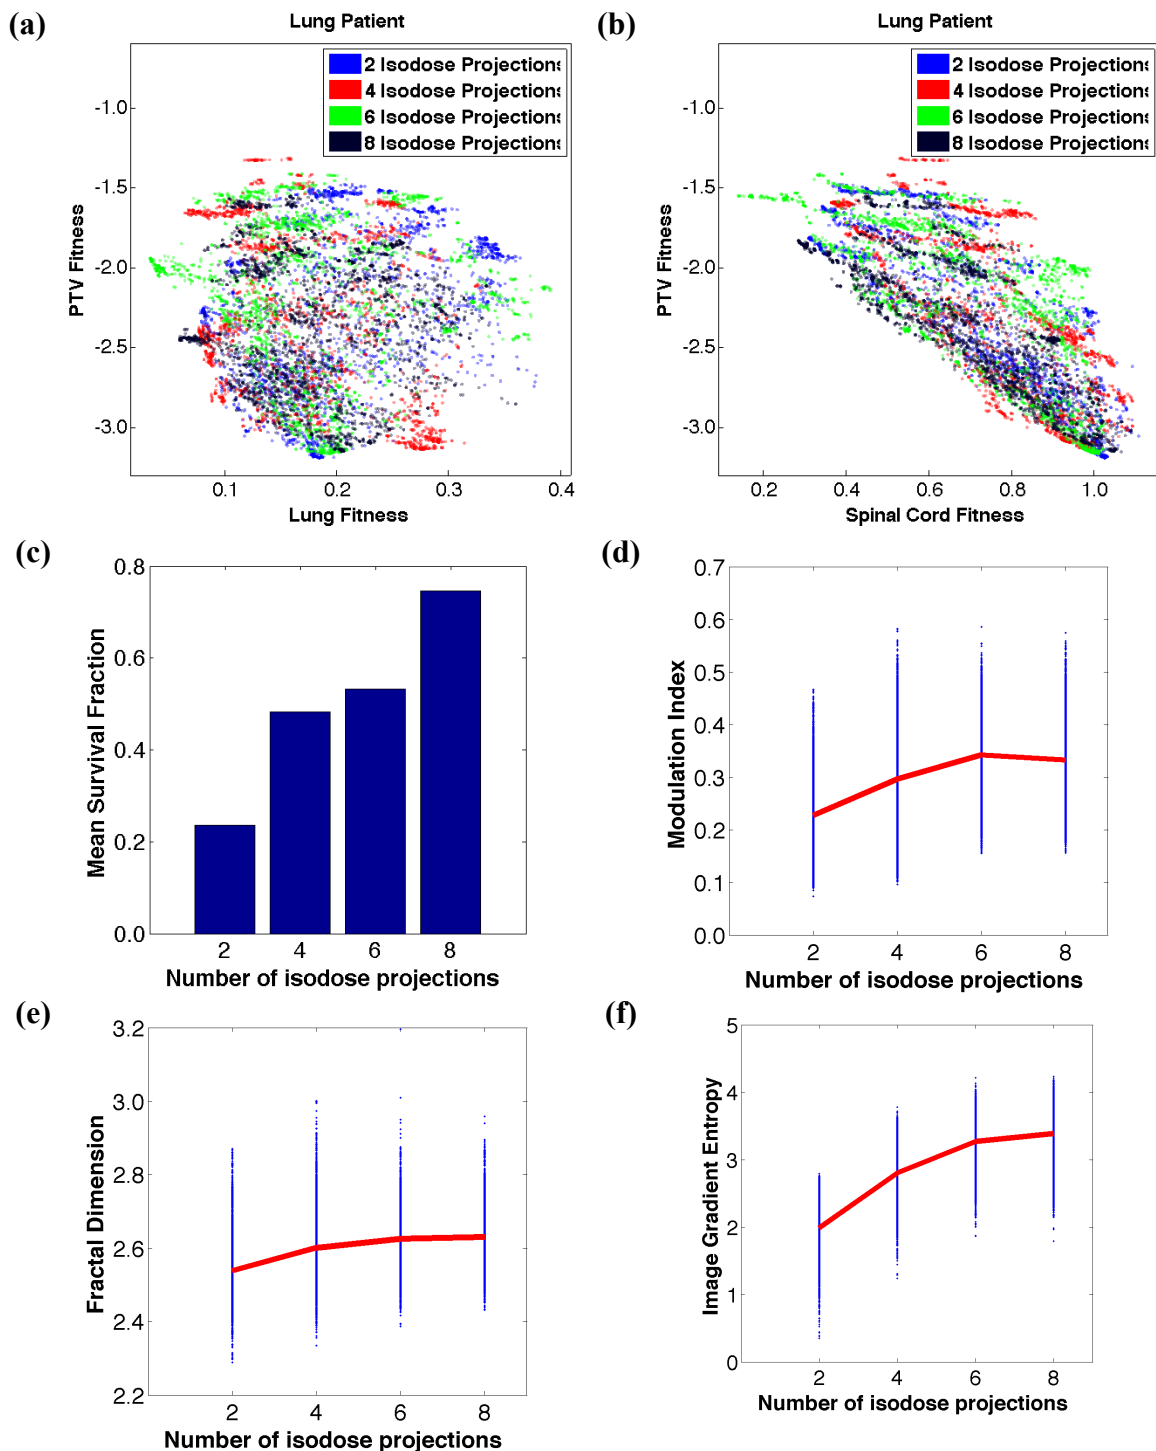 (a)
Lung Patient
2 Isodose Projections
4 Isodose Projections
6 Isodose Projections
8 Isodose Projections
PTV Fitness
-1.0
-1.5
-2.0
-2.5
-3.0
0.1 0.2 0.3 0.4
Lung Fitness
(b)
Lung Patient
2 Isodose Projections
4 Isodose Projections
6 Isodose Projections
8 Isodose Projections
PTV Fitness
-1.0
-1.5
-2.0
-2.5
-3.0
0.2 0.4 0.6 0.8 1.0
Spinal Cord Fitness
(c)
Mean Survival Fraction
0.8
0.6
0.4
0.2
0.0
2 4 6 8
Number of isodose projections
(d)
Modulation Index
0.7
0.6
0.5
0.4
0.3
0.2
0.1
0.0
2 4 6 8
Number of isodose projections
(e)
Fractal Dimension
3.2
3.0
2.8
2.6
2.4
2.2
2 4 6 8
Number of isodose projections
(f)
Image Gradient Entropy
5
4
3
2
1
0
2 4 6 8
Number of isodose projections